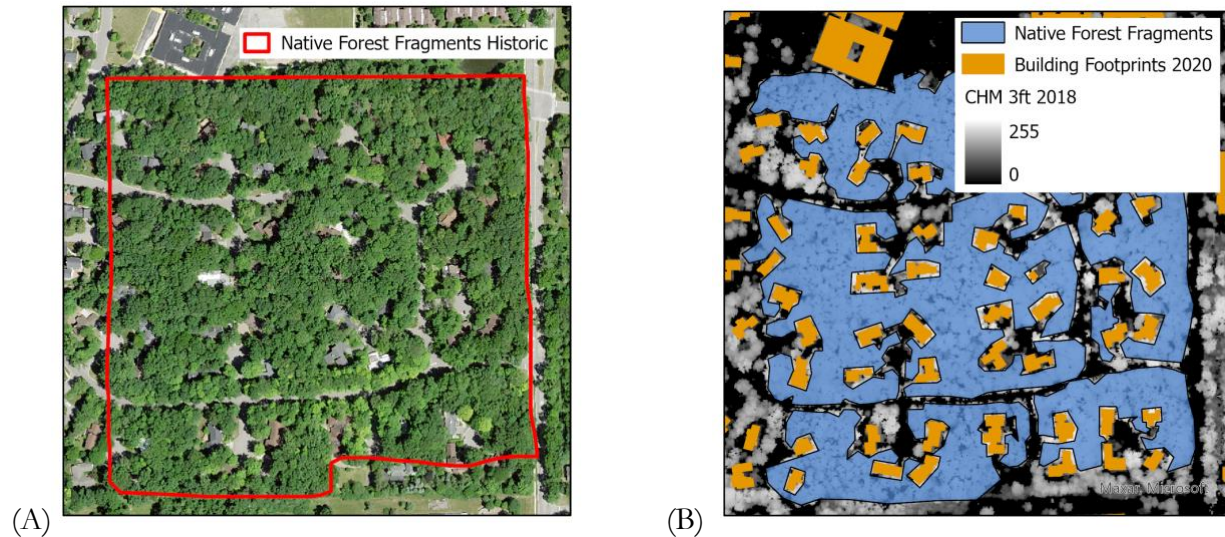 Native Forest Fragments Historic
(A)
Native Forest Fragments
Building Footprints 2020
CHM 3ft 2018
255
0
Maxar, Microsoft
(B)